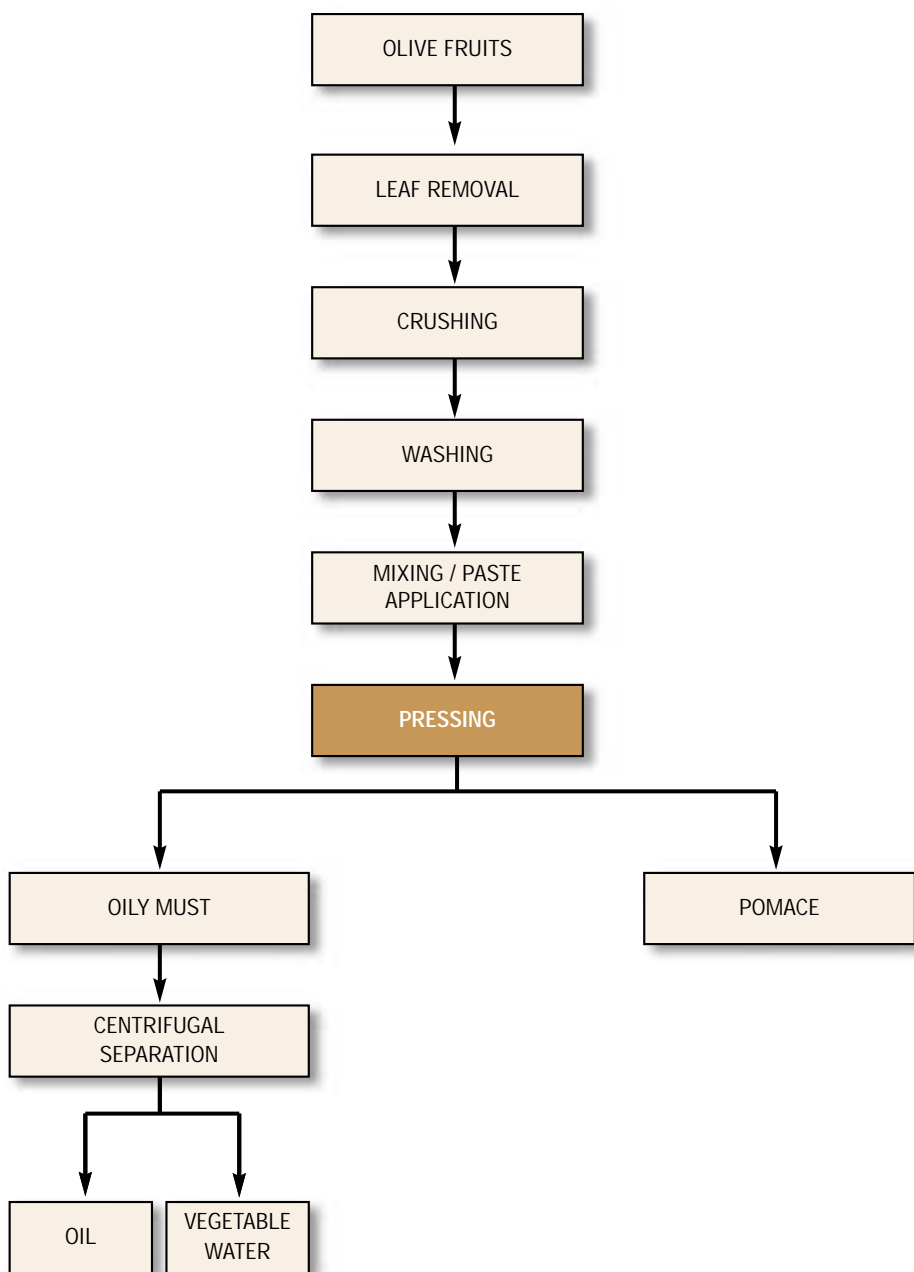 OLIVE FRUITS
LEAF REMOVAL
CRUSHING
WASHING
MIXING / PASTE
APPLICATION
PRESSING
OILY MUST
POMACE
CENTRIFUGAL
SEPARATION
OIL
VEGETABLE
WATER